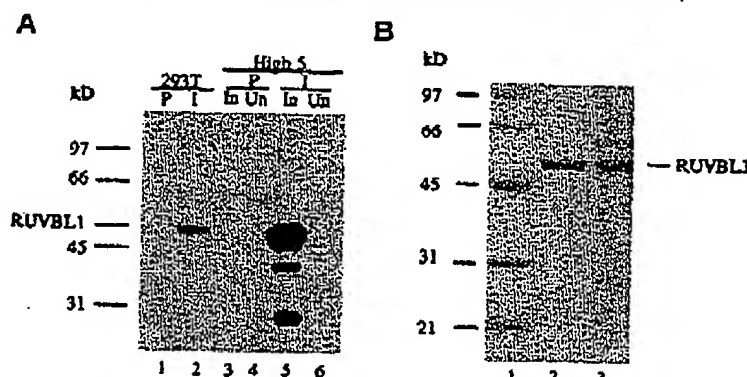 A
High 5
293T P I
kD P I In Un In Un
97
66
RUVBL1
45
31
1 2 3 4 5 6
B
kD
97
66
RUVBL1
45
31
21
1 2 3